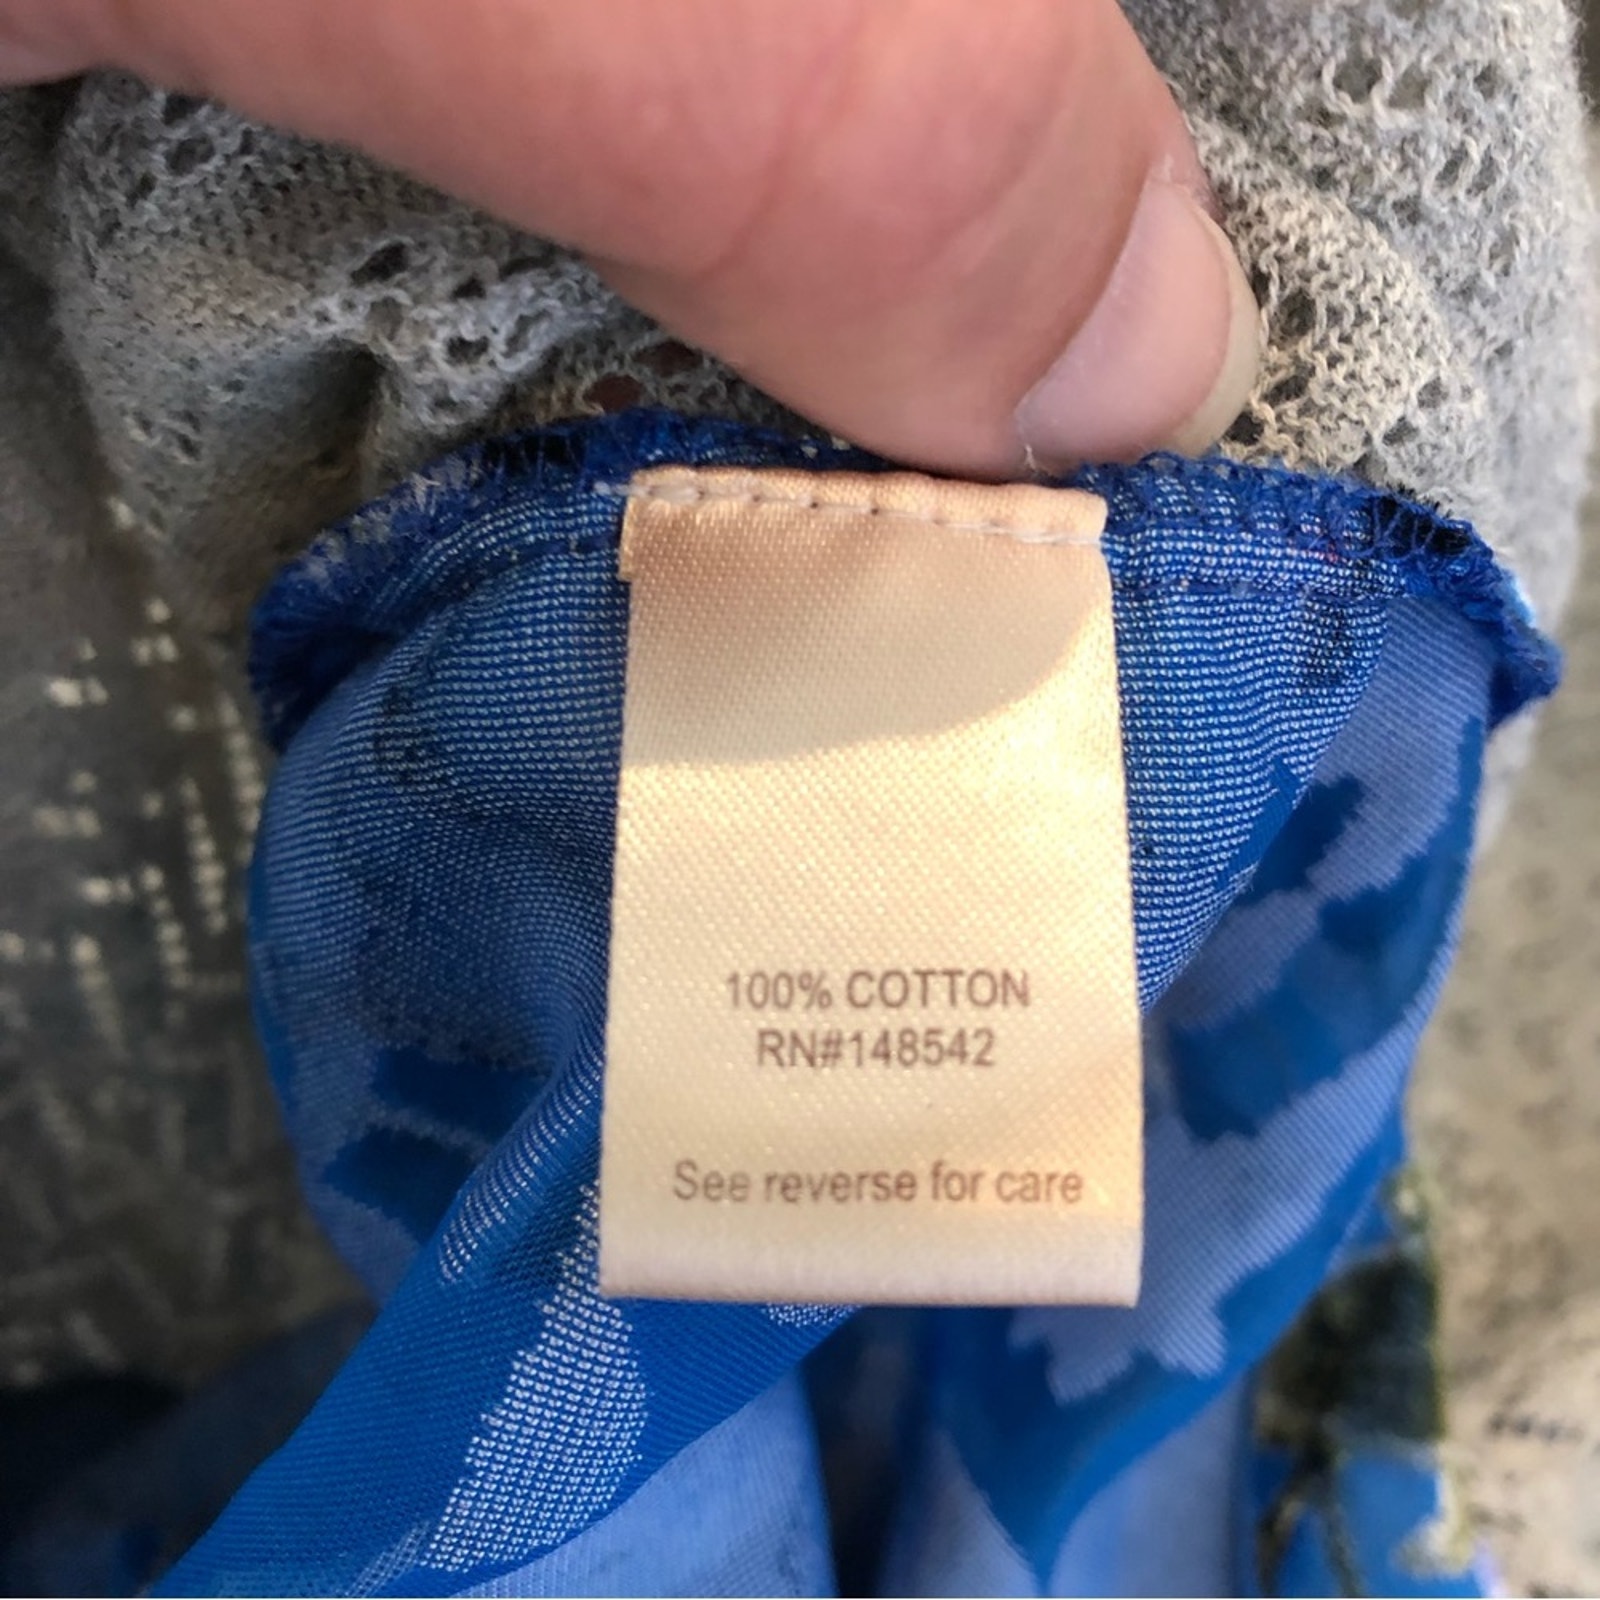 100% COTTON
RN#148542
See reverse for care